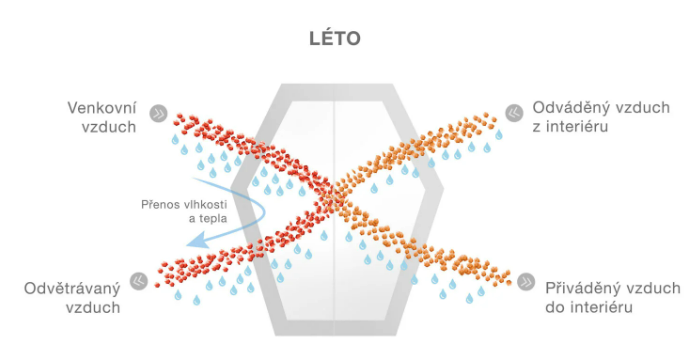 LÉTO
Venkovní
vzduch
Odváděný vzduch
z interiéru
Přenos vlhkosti
a tepla
Odvětrávaný
vzduch
Přiváděný vzduch
do interiéru